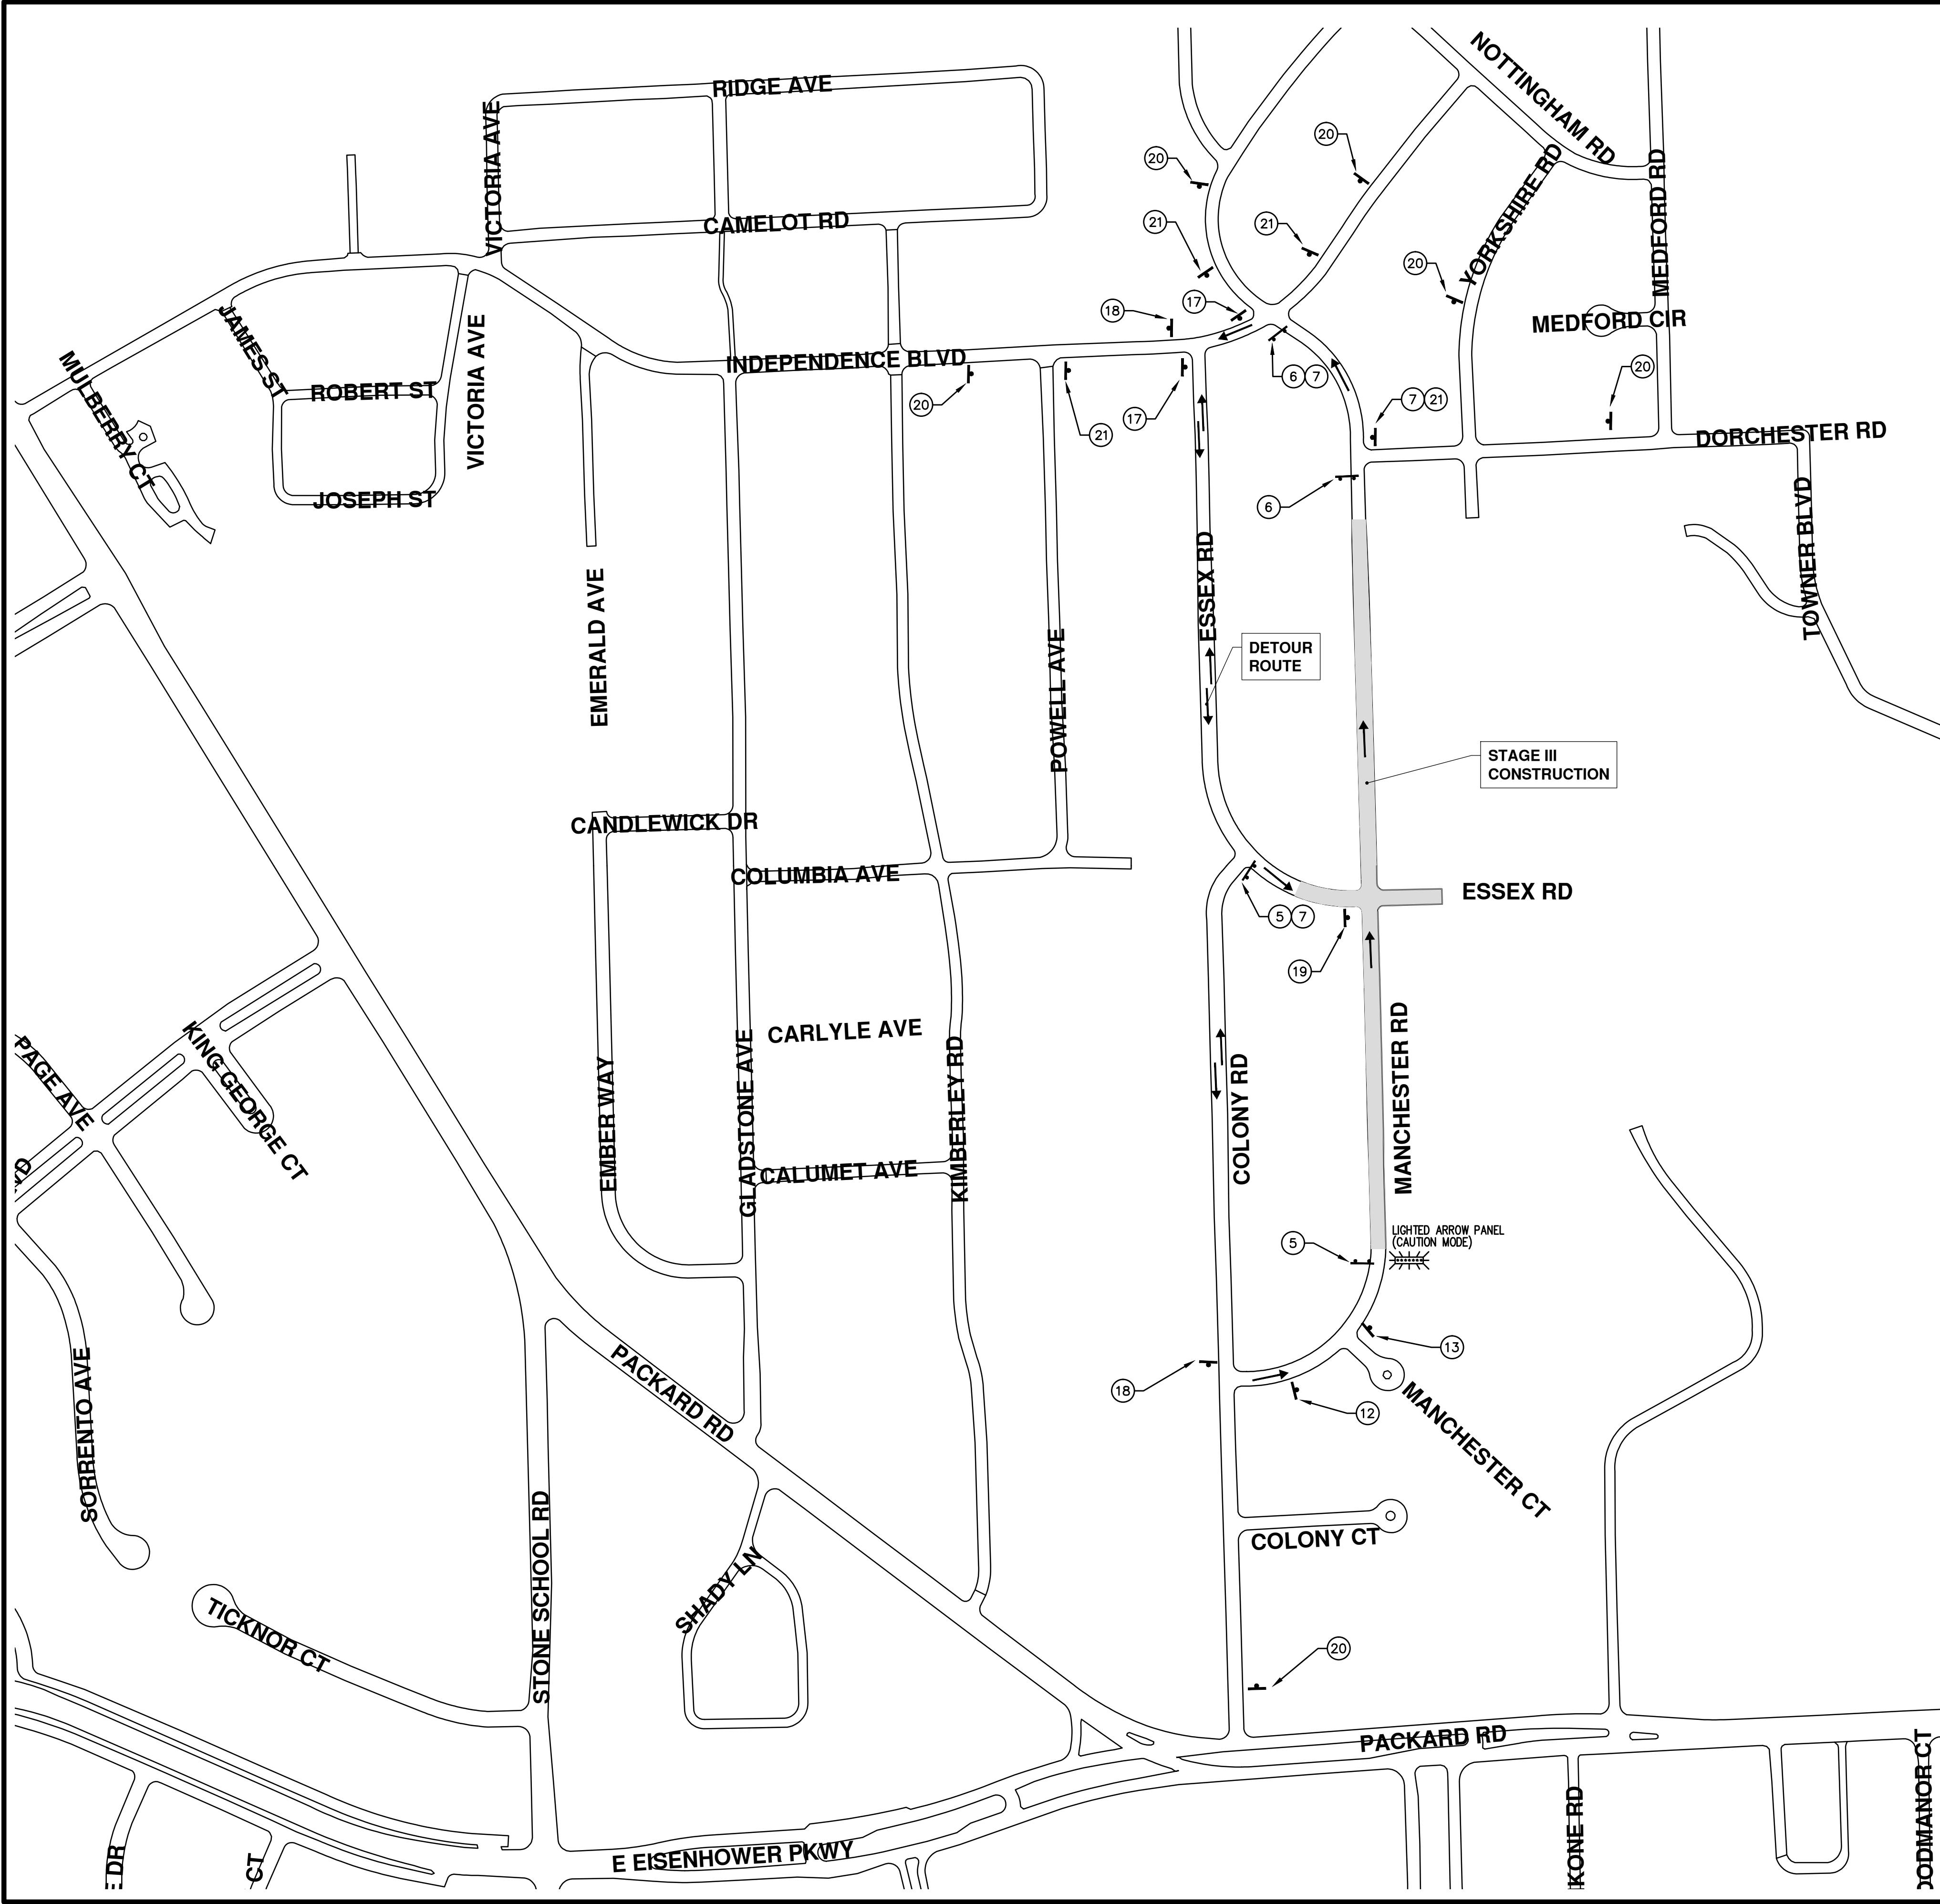 RIDGE AVE
NOTTINGHAM RD
VICTORIA AVE
20
20
YORKSHIRE RD
MEDFORD RD
CAMELOT RD
21
21
20
18
17
MEDFORD CIR
JAMES ST
VICTORIA AVE
MULBERRY CT
INDEPENDENCE BLVD
ROBERT ST
6 7
20
20
17
21
7 21
DORCHESTER RD
JOSEPH ST
6
TOWNER BLVD
ESSEX RD
EMERALD AVE
POWELL AVE
DETOUR
ROUTE
STAGE III
CONSTRUCTION
CANDLEWICK DR
COLUMBIA AVE
ESSEX RD
5 7
19
PAGE AVE
KING GEORGE CT
CARLYLE AVE
EMBER WAY
GLADSTONE AVE
KIMBERLEY RD
COLONY RD
MANCHESTER RD
CALUMET AVE
5
LIGHTED ARROW PANEL
(CAUTION MODE)
13
18
12
SORRENTO AVE
PACKARD RD
MANCHESTER CT
STONE SCHOOL RD
COLONY CT
SHADY LN
TICKNOR CT
20
PACKARD RD
E EISENHOWER PKWY
DR
CT
KONE RD
ODMANOR CT